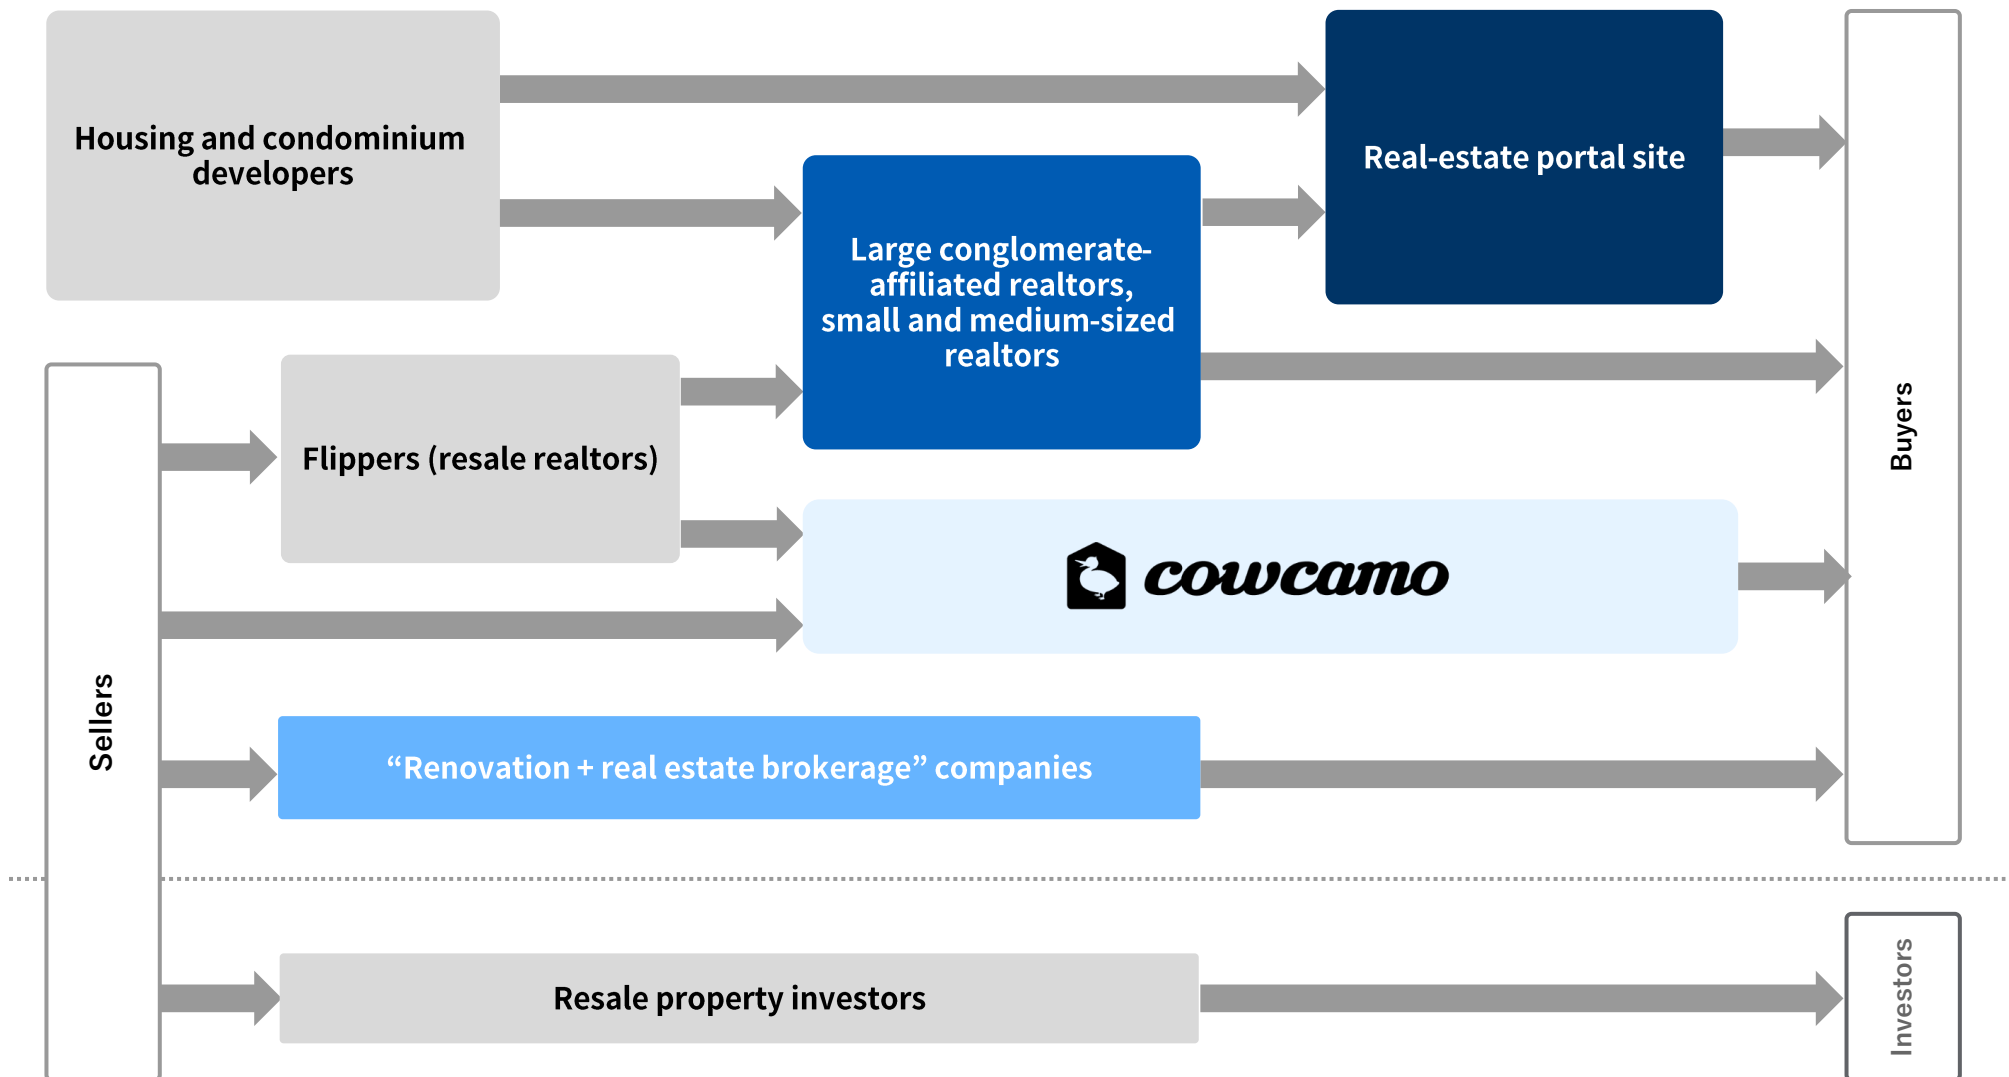 Housing and condominium
developers
Real-estate portal site
Large conglomerate-
affiliated realtors,
small and medium-sized
realtors
Buyers
Flippers (resale realtors)
cowcamo
Sellers
“Renovation + real estate brokerage” companies
Resale property investors
Investors